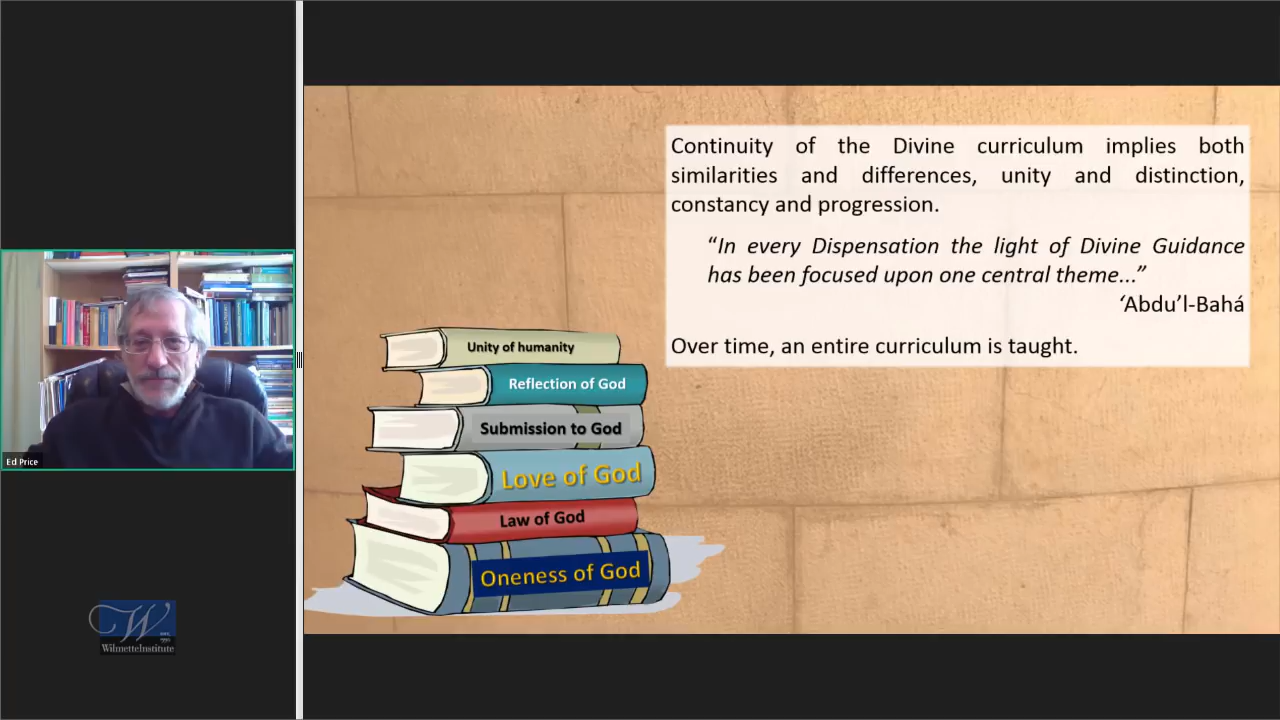 Continuity of the Divine curriculum implies both
similarities and differences, unity and distinction,
constancy and progression.
“In every Dispensation the light of Divine Guidance
has been focused upon one central theme...”
‘Abdu’l-Bahá
Over time, an entire curriculum is taught.
Unity of humanity
Reflection of God
Submission to God
Love of God
Law of God
Oneness of God
Ed Price
W
WilmetteInstitute